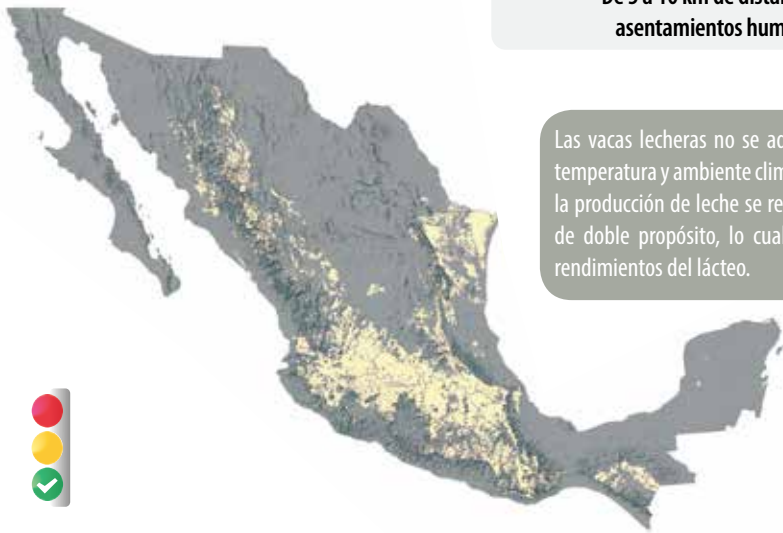 De 5 a 10 km de
asentamientos
Las vacas lecheras no se
temperatura y ambiente
la producción de leche se
de doble propósito, lo
rendimientos del lácteo.